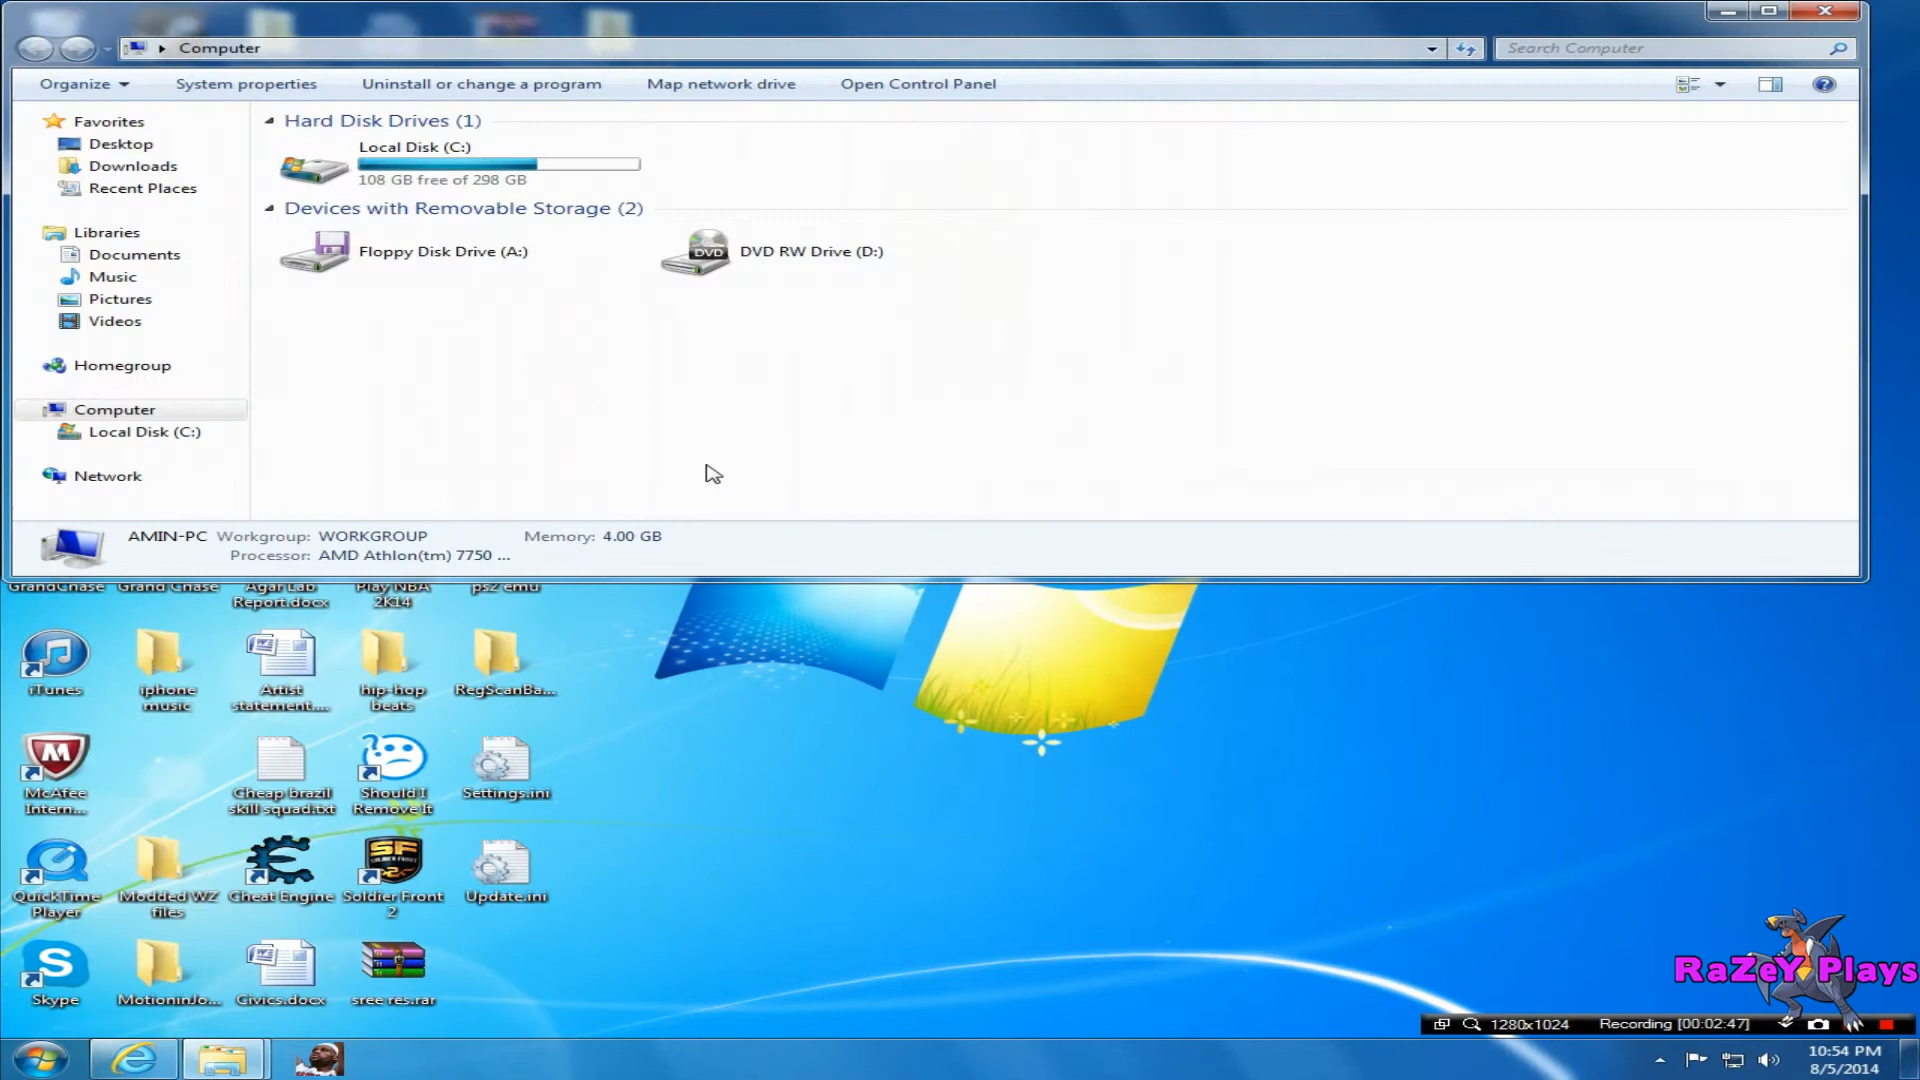 Computer
Search Computer
Organize
System properties
Uninstall or change a program
Map network drive
Open Control Panel
Favorites
Desktop
Downloads
Recent Places
Libraries
Documents
Music
Pictures
Videos
Homegroup
Computer
Local Disk (C:)
Network
Hard Disk Drives (1)
Local Disk (C:)
108 GB free of 298 GB
Devices with Removable Storage (2)
Floppy Disk Drive (A:)
DVD
DVD RW Drive (D:)
AMIN-PC Workgroup: WORKGROUP Memory: 4.00 GB
Processor: AMD Athlon(tm) 7750 ...
GrandChase
Grand Chase
Agar Lab
Report.docx
Play NBA
2K14
ps2 emu
iTunes
iphone
music
Artist
statement....
hip-hop
beats
RegScanBa...
McAfee
Intern...
Cheap brazil
skill squad.txt
Should I
Remove It
Settings.ini
QuickTime
Player
Modded WZ
files
Cheat Engine
SF
Soldier Front
2
Update.ini
Skype
MotioninJo...
Civics.docx
sree res.rar
RaZeY Plays
1280x1024
Recording [00:02:47]
10:54 PM
8/5/2014